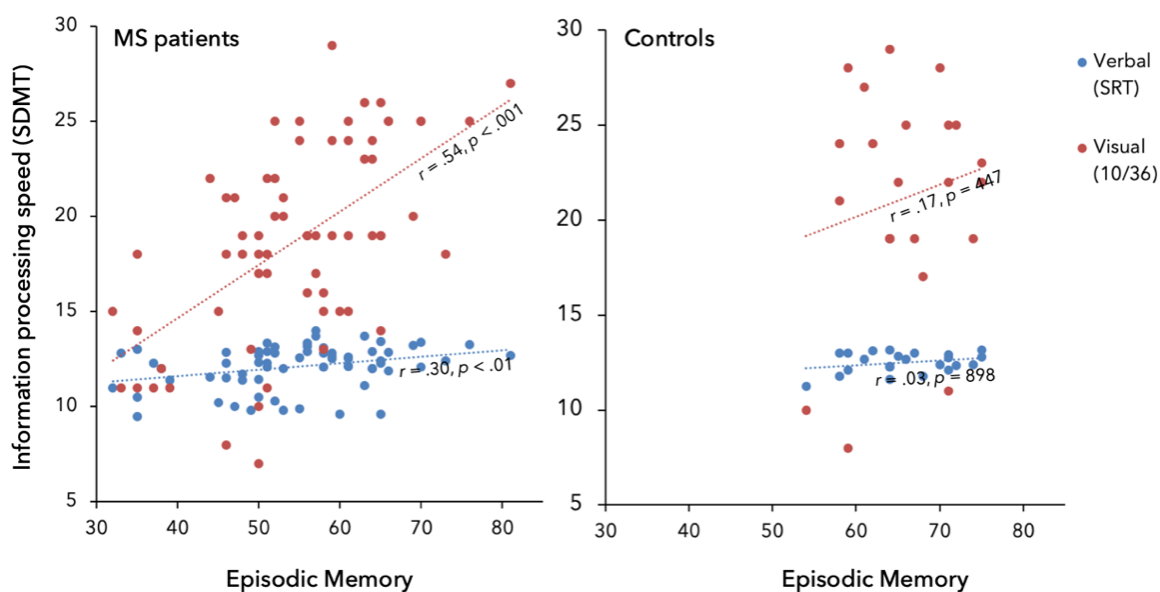 MS patients
Controls
Information processing speed (SDMT)
30
25
20
15
10
5
30
40
50
60
70
80
Episodic Memory
r = .54, p < .001
r = .30, p < .01
30
25
20
15
10
5
30
40
50
60
70
80
Episodic Memory
r = .17, p = 447
r = .03, p = 898
Verbal
(SRT)
Visual
(10/36)